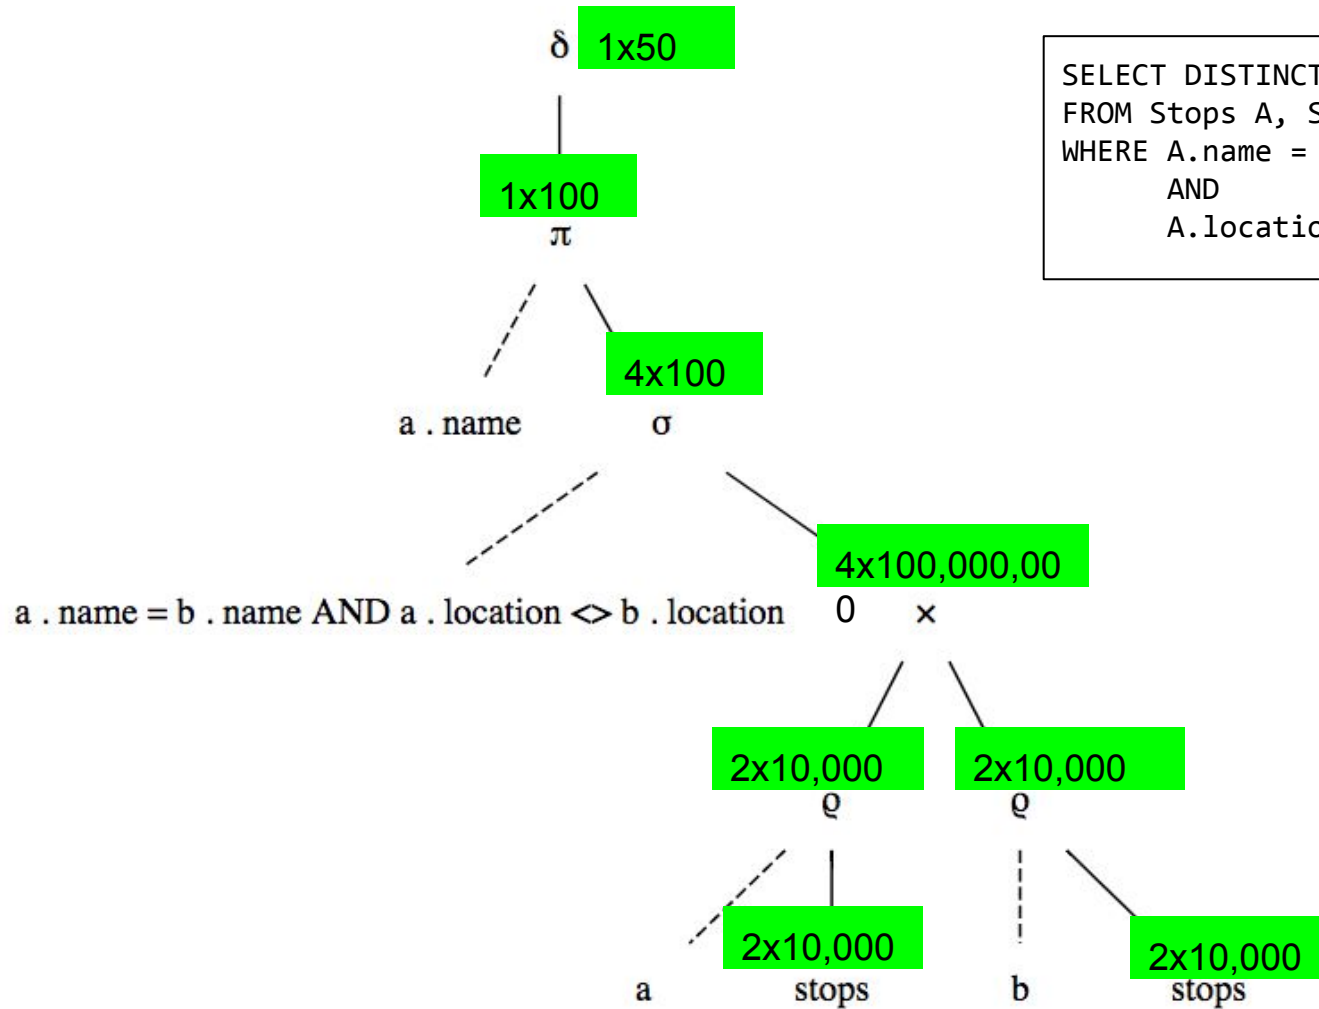 δ 1x50
SELECT DISTINCT
FROM Stops A, S
WHERE A.name =
AND
A.locatio
1x100
π
4x100
a . name σ
4x100,000,00
0
a . name = b . name AND a . location <> b . location ×
2x10,000 2x10,000
ϱ ϱ
2x10,000 2x10,000
a stops b stops